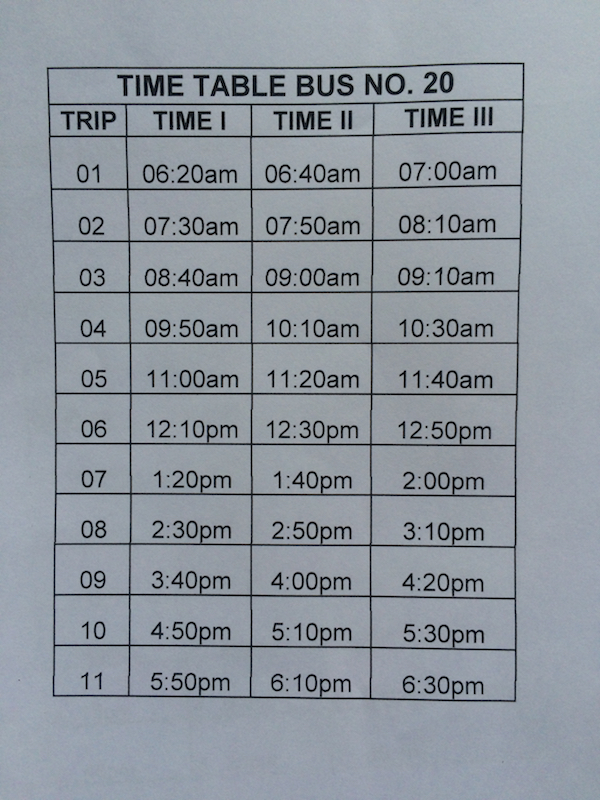 TIME TABLE BUS NO. 20
TRIP TIME I TIME II TIME III
01 06:20am 06:40am 07:00am
02 07:30am 07:50am 08:10am
03 08:40am 09:00am 09:10am
04 09:50am 10:10am 10:30am
05 11:00am 11:20am 11:40am
06 12:10pm 12:30pm 12:50pm
07 1:20pm 1:40pm 2:00pm
08 2:30pm 2:50pm 3:10pm
09 3:40pm 4:00pm 4:20pm
10 4:50pm 5:10pm 5:30pm
11 5:50pm 6:10pm 6:30pm